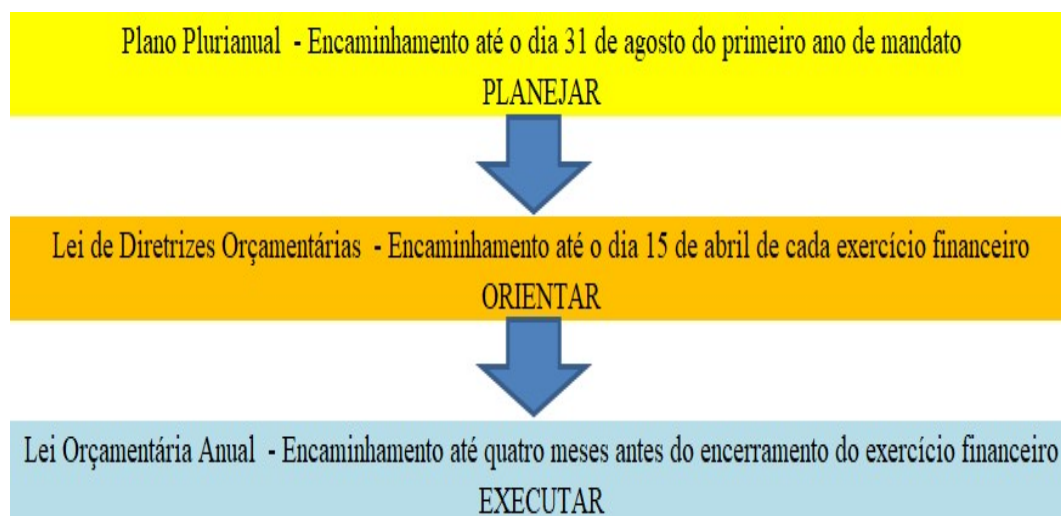 Plano Plurianual - Encaminhamento até o dia 31 de agosto do primeiro ano de mandato
PLANEJAR
Lei de Diretrizes Orçamentárias - Encaminhamento até o dia 15 de abril de cada exercício financeiro
ORIENTAR
Lei Orçamentária Anual - Encaminhamento até quatro meses antes do encerramento do exercício financeiro
EXECUTAR